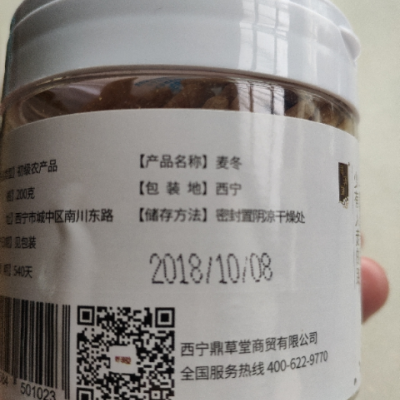 初级农产品
200克
西宁市城中区南川东路
见包装
540天
【产品名称】麦冬
【包 装 地】西宁
【储存方法】密封置阴凉干燥处
2018/10/08
西宁鼎草堂商贸有限公司
全国服务热线 400-622-9770
501023